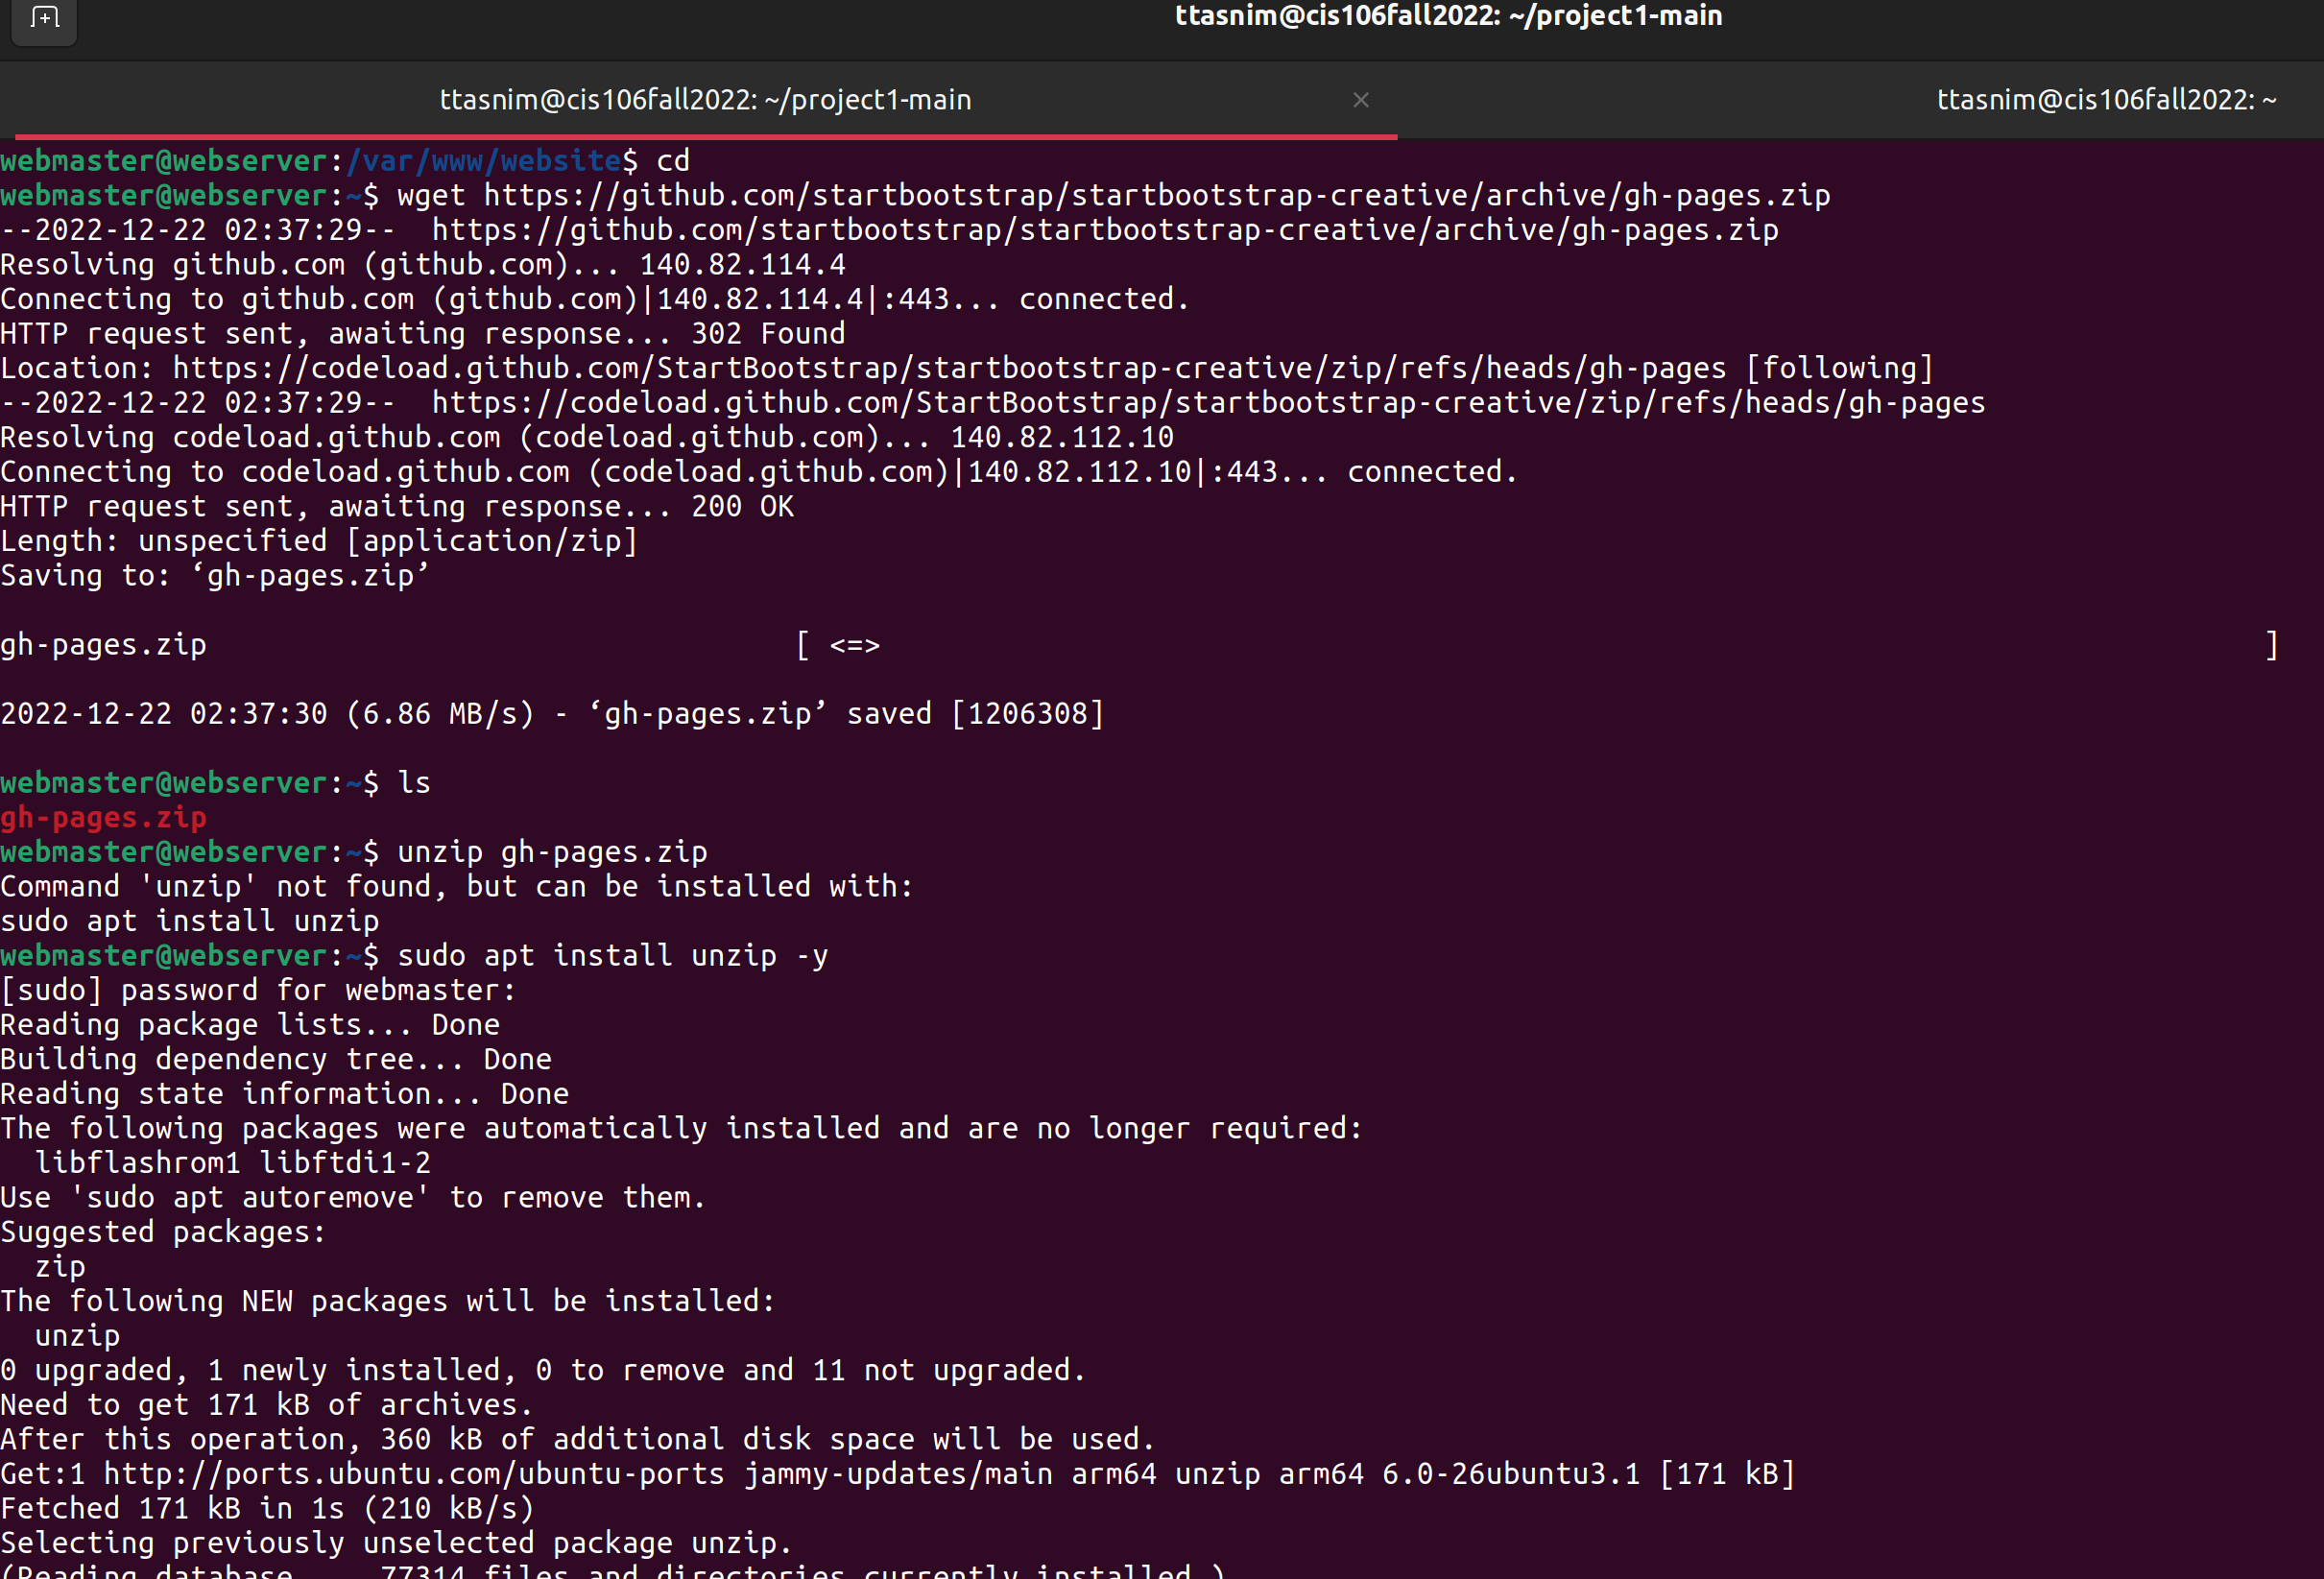 ttasnim@cis106fall2022: ~/project1-main
ttasnim@cis106fall2022: ~/project1-main × ttasnim@cis106fall2022: ~
webmaster@webserver:/var/www/website$ cd
webmaster@webserver:~$ wget https://github.com/startbootstrap/startbootstrap-creative/archive/gh-pages.zip
--2022-12-22 02:37:29--  https://github.com/startbootstrap/startbootstrap-creative/archive/gh-pages.zip
Resolving github.com (github.com)... 140.82.114.4
Connecting to github.com (github.com)|140.82.114.4|:443... connected.
HTTP request sent, awaiting response... 302 Found
Location: https://codeload.github.com/StartBootstrap/startbootstrap-creative/zip/refs/heads/gh-pages [following]
--2022-12-22 02:37:29--  https://codeload.github.com/StartBootstrap/startbootstrap-creative/zip/refs/heads/gh-pages
Resolving codeload.github.com (codeload.github.com)... 140.82.112.10
Connecting to codeload.github.com (codeload.github.com)|140.82.112.10|:443... connected.
HTTP request sent, awaiting response... 200 OK
Length: unspecified [application/zip]
Saving to: ‘gh-pages.zip’
gh-pages.zip [ <=> ]
2022-12-22 02:37:30 (6.86 MB/s) - ‘gh-pages.zip’ saved [1206308]
webmaster@webserver:~$ ls
gh-pages.zip
webmaster@webserver:~$ unzip gh-pages.zip
Command 'unzip' not found, but can be installed with:
sudo apt install unzip
webmaster@webserver:~$ sudo apt install unzip -y
[sudo] password for webmaster:
Reading package lists... Done
Building dependency tree... Done
Reading state information... Done
The following packages were automatically installed and are no longer required:
  libflashrom1 libftdi1-2
Use 'sudo apt autoremove' to remove them.
Suggested packages:
  zip
The following NEW packages will be installed:
  unzip
0 upgraded, 1 newly installed, 0 to remove and 11 not upgraded.
Need to get 171 kB of archives.
After this operation, 360 kB of additional disk space will be used.
Get:1 http://ports.ubuntu.com/ubuntu-ports jammy-updates/main arm64 unzip arm64 6.0-26ubuntu3.1 [171 kB]
Fetched 171 kB in 1s (210 kB/s)
Selecting previously unselected package unzip.
(Reading database ... 77314 files and directories currently installed.)